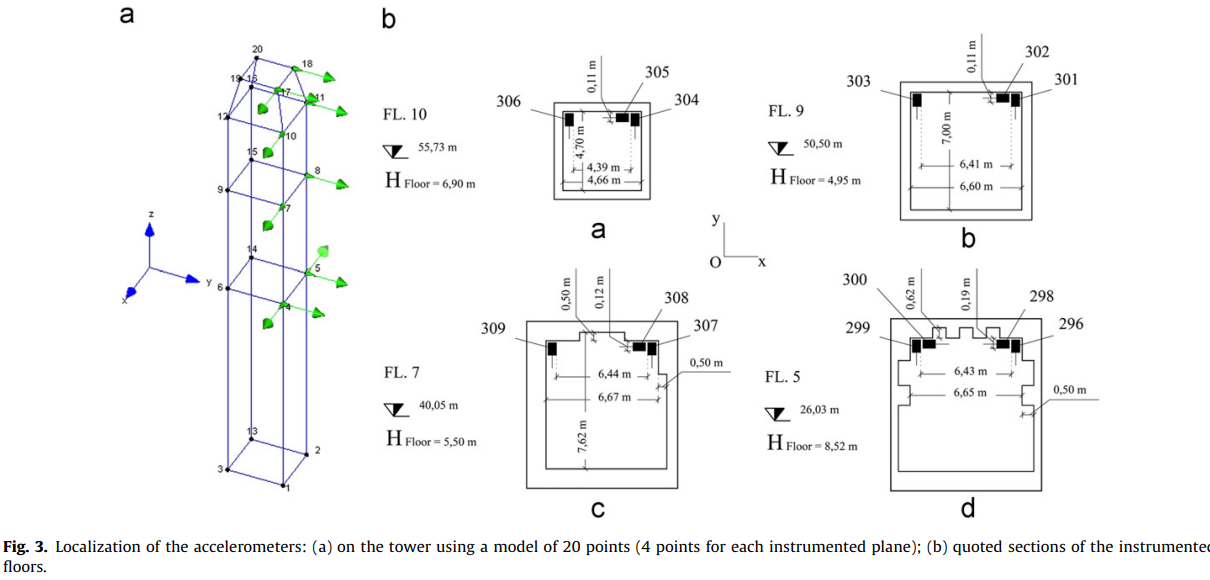 a
b
20
18
19
16
17
11
12
10
15
8
9
7
14
5
6
4
13
2
3
1
z
y
x
FL. 10
55,73 m
H Floor = 6,90 m
0,11 m
305
306
304
4,70 m
4,39 m
4,66 m
a
FL. 9
50,50 m
H Floor = 4,95 m
0,11 m
302
303
301
7,00 m
6,41 m
6,60 m
b
y
O
x
FL. 7
40,05 m
H Floor = 5,50 m
0,50 m
0,12 m
308
309
307
0,50 m
6,44 m
6,67 m
7,62 m
c
FL. 5
26,03 m
H Floor = 8,52 m
300
0,62 m
0,19 m
298
299
296
6,43 m
6,65 m
0,50 m
d
Fig. 3. Localization of the accelerometers: (a) on the tower using a model of 20 points (4 points for each instrumented plane); (b) quoted sections of the instrumented
floors.